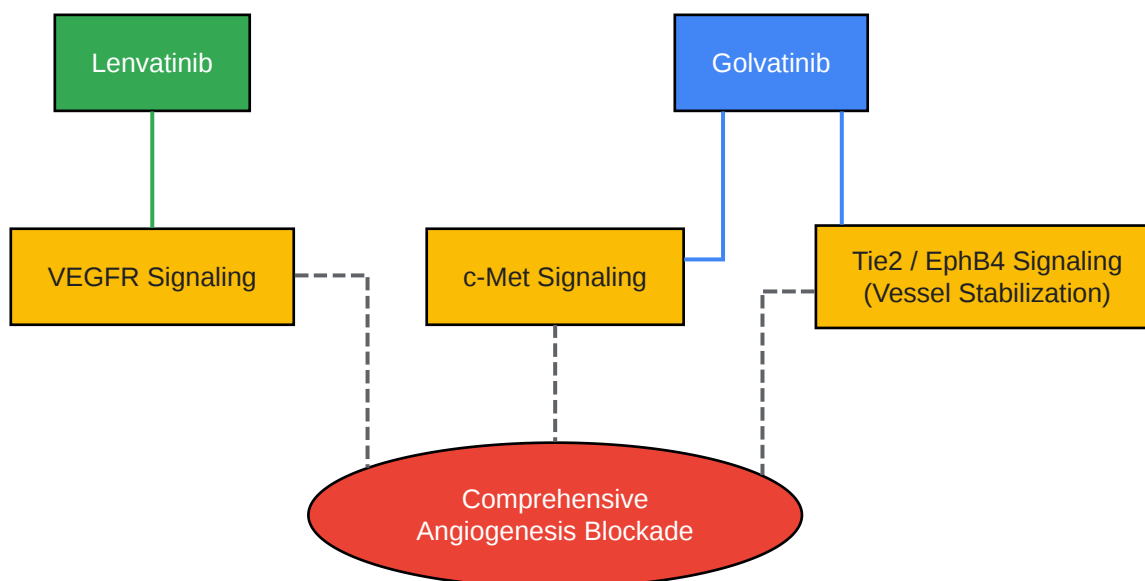 Lenvatinib
Golvatinib
VEGFR Signaling
c-Met Signaling
Tie2 / EphB4 Signaling
(Vessel Stabilization)
Comprehensive
Angiogenesis Blockade